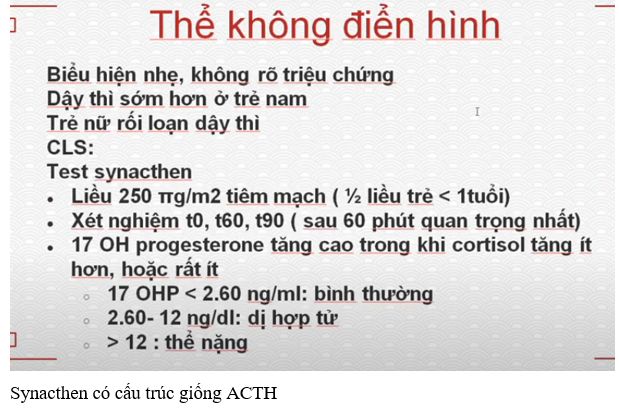 Thể không điển hình
Biểu hiện nhẹ, không rõ triệu chứng
Dậy thì sớm hơn ở trẻ nam
Trẻ nữ rối loạn dậy thì
CLS:
Test synacthen
• Liều 250 πg/m2 tiêm mạch ( ½ liều trẻ < 1tuổi)
• Xét nghiệm t0, t60, t90 ( sau 60 phút quan trọng nhất)
• 17 OH progesterone tăng cao trong khi cortisol tăng ít
hơn, hoặc rất ít
○ 17 OHP < 2.60 ng/ml: bình thường
○ 2.60- 12 ng/dl: dị hợp tử
○ > 12 : thể nặng
Synacthen có cấu trúc giống ACTH